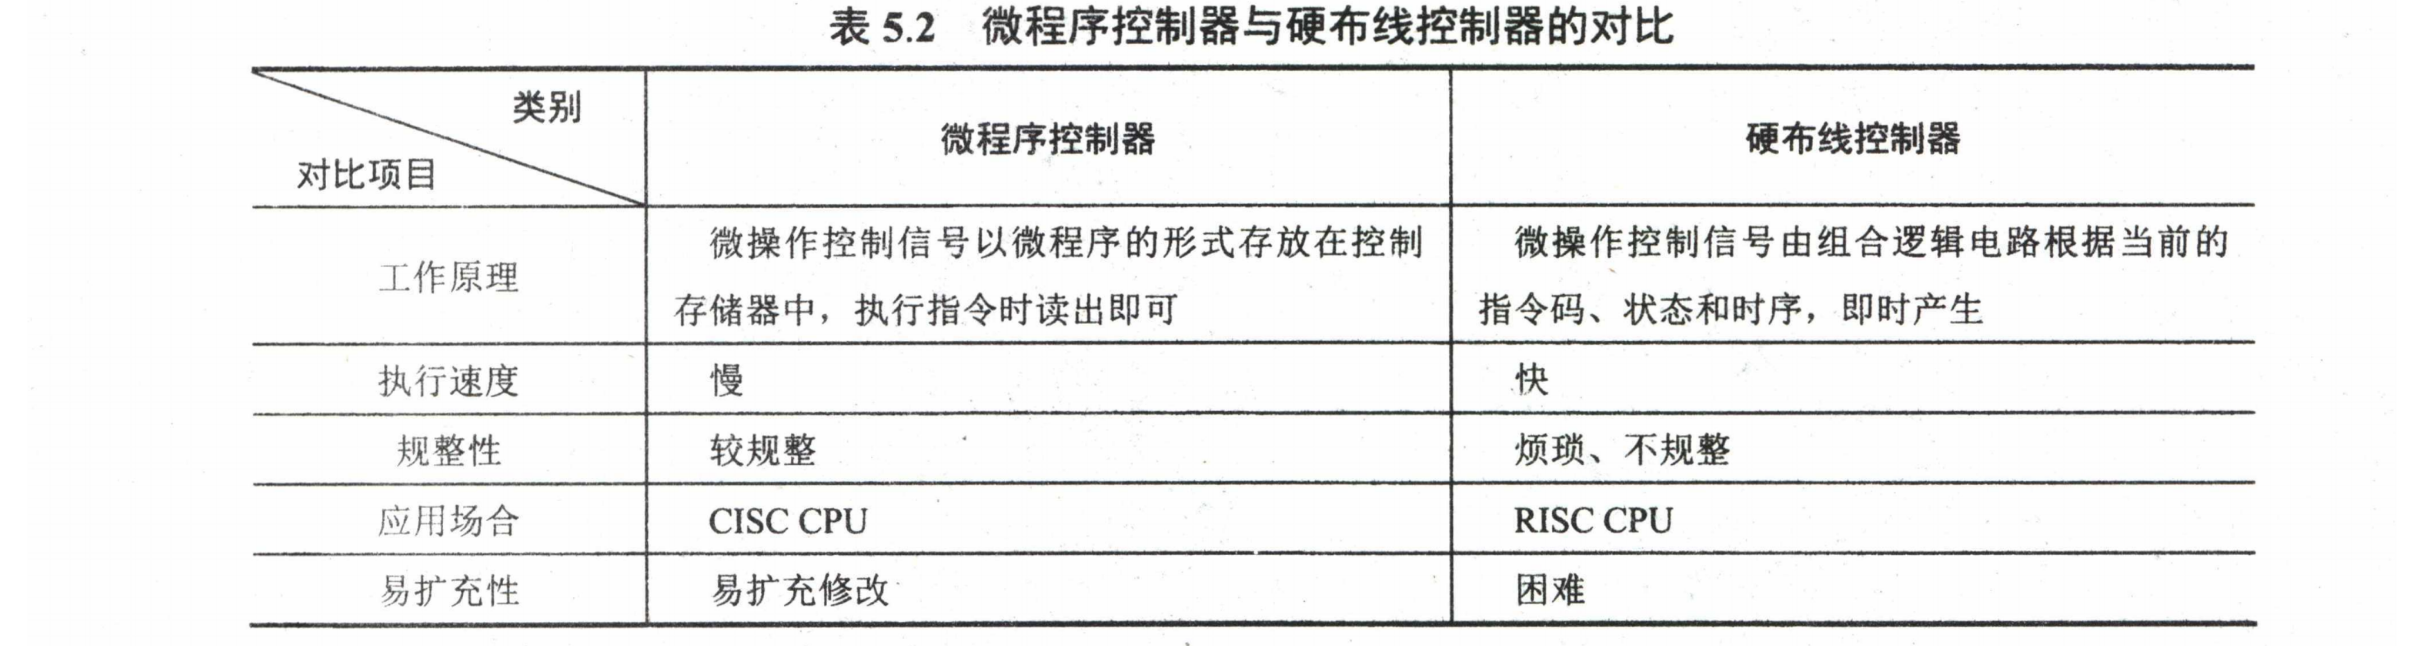 表 5.2 微程序控制器与硬布线控制器的对比
类别
对比项目
微程序控制器
硬布线控制器
工作原理
微操作控制信号以微程序的形式存放在控制
存储器中，执行指令时读出即可
微操作控制信号由组合逻辑电路根据当前的
指令码、状态和时序，即时产生
执行速度
慢
快
规整性
较规整
烦琐、不规整
应用场合
CISC CPU
RISC CPU
易扩充性
易扩充修改
困难